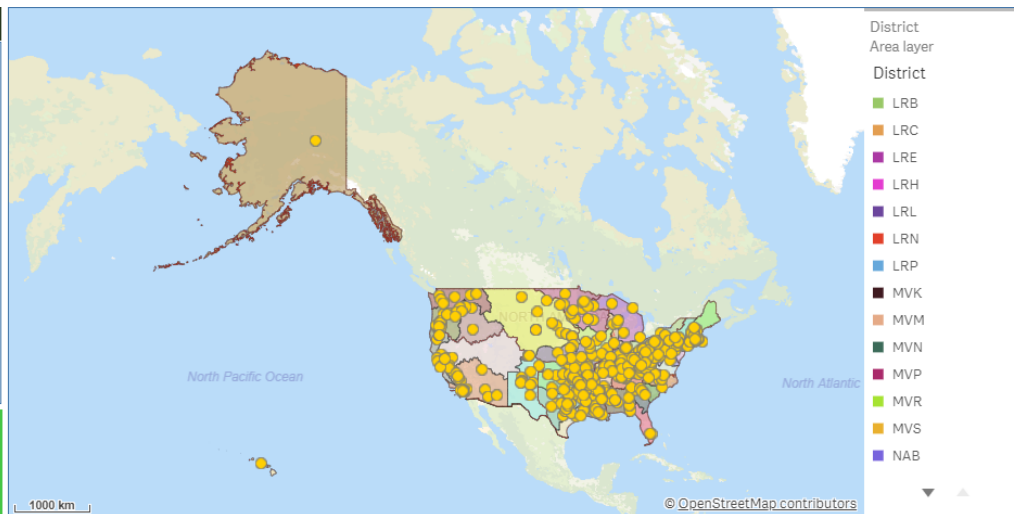 District
Area layer
District
LRB
LRC
LRE
LRH
LRL
LRN
LRP
MVK
MVM
MVN
MVP
MVR
MVS
NAB
North Pacific Ocean
North Atlantic
1000 km
© OpenStreetMap contributors